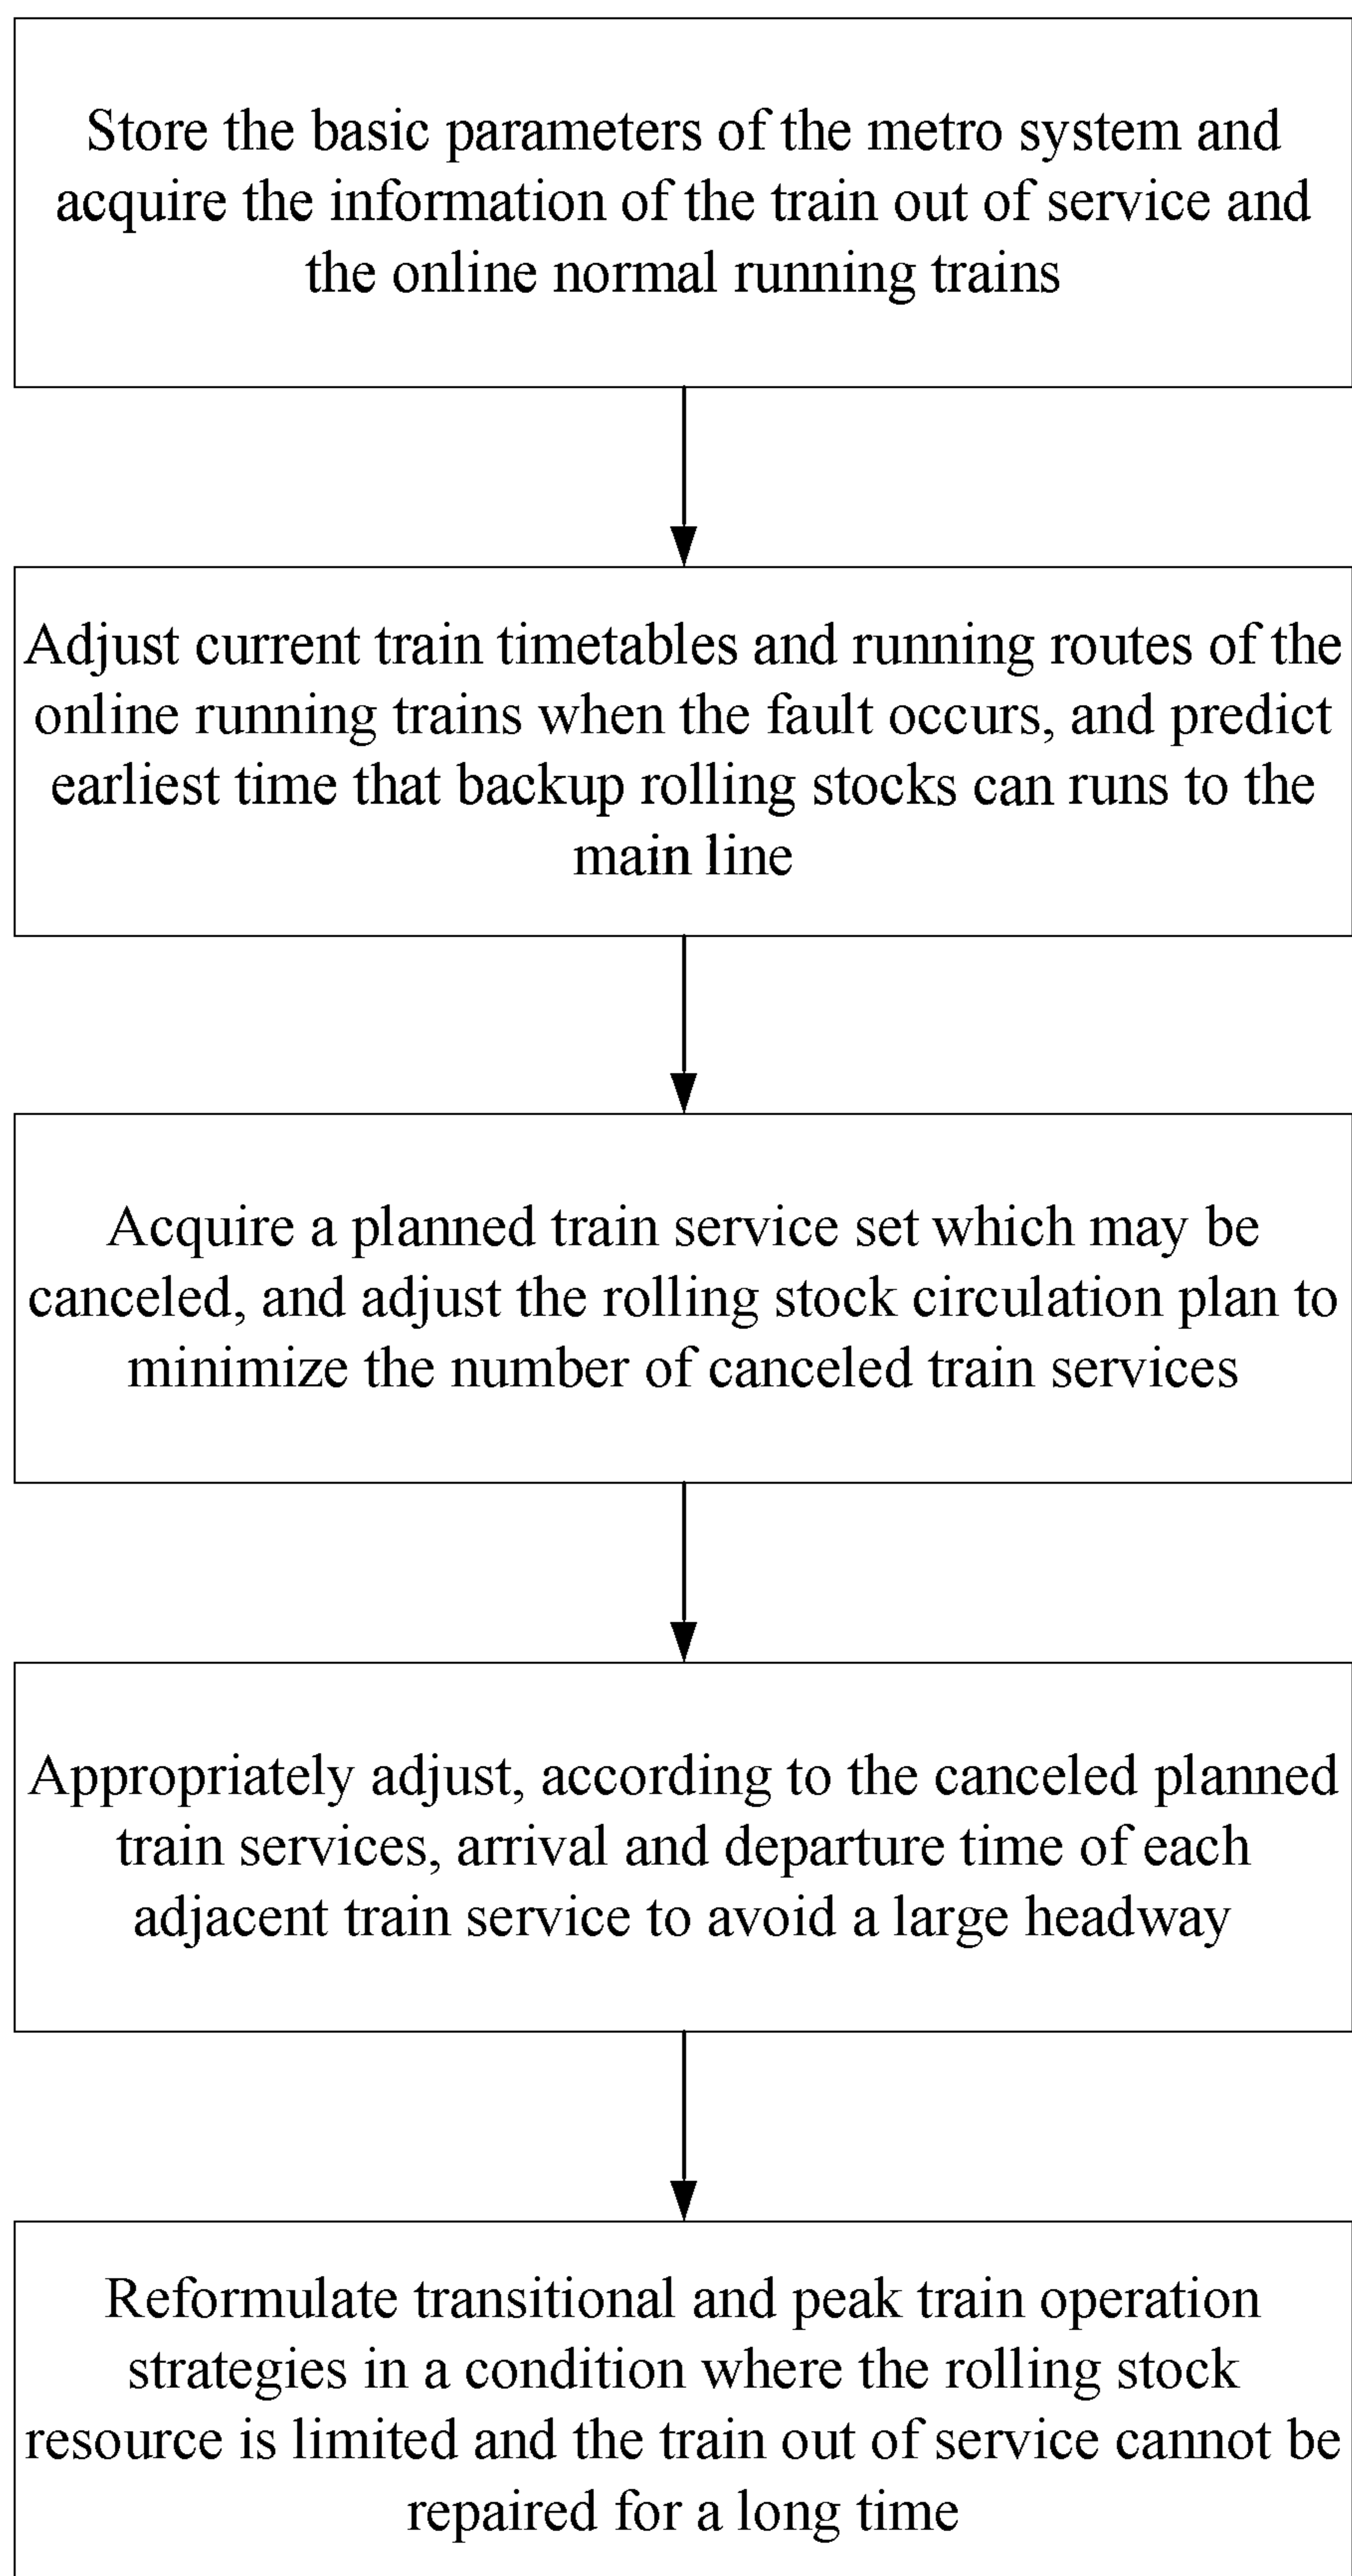 Store the basic parameters of the metro system and
acquire the information of the train out of service and
the online normal running trains
Adjust current train timetables and running routes of the
online running trains when the fault occurs, and predict
earliest time that backup rolling stocks can runs to the
main line
Acquire a planned train service set which may be
canceled, and adjust the rolling stock circulation plan to
minimize the number of canceled train services
Appropriately adjust, according to the canceled planned
train services, arrival and departure time of each
adjacent train service to avoid a large headway
Reformulate transitional and peak train operation
strategies in a condition where the rolling stock
resource is limited and the train out of service cannot be
repaired for a long time